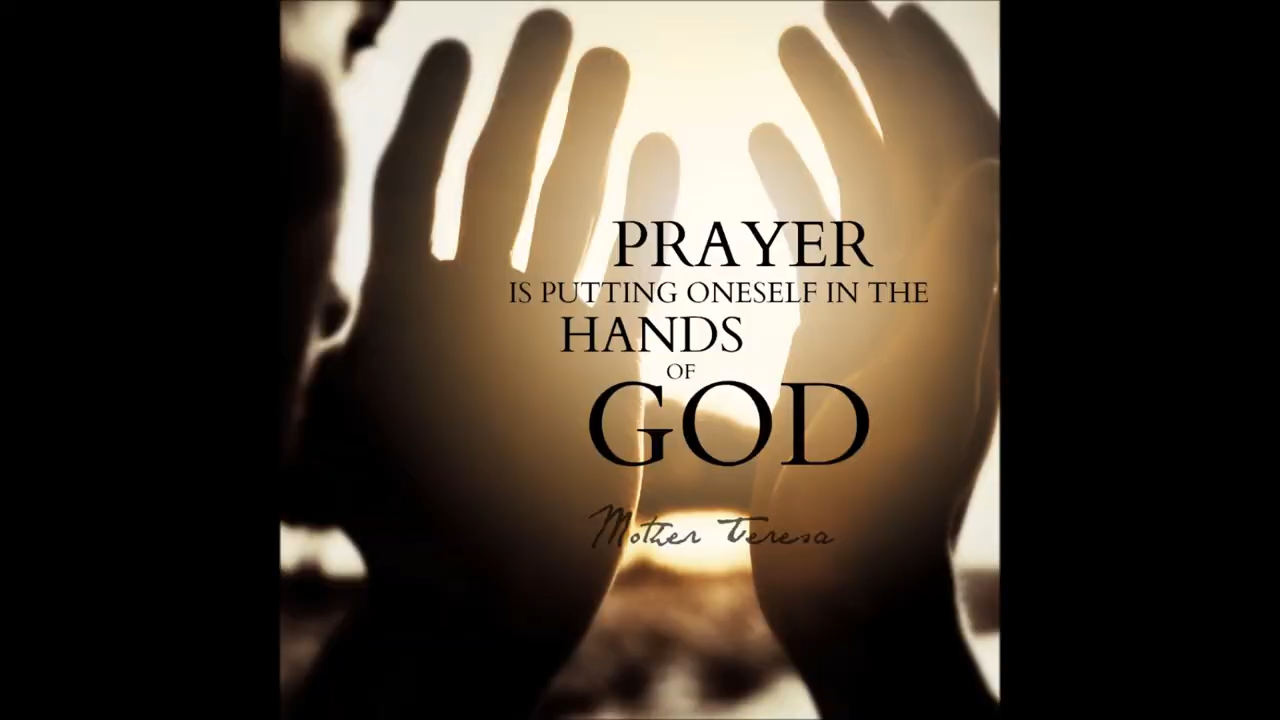 PRAYER
IS PUTTING ONESELF IN THE
HANDS
OF
GOD
Mother Teresa